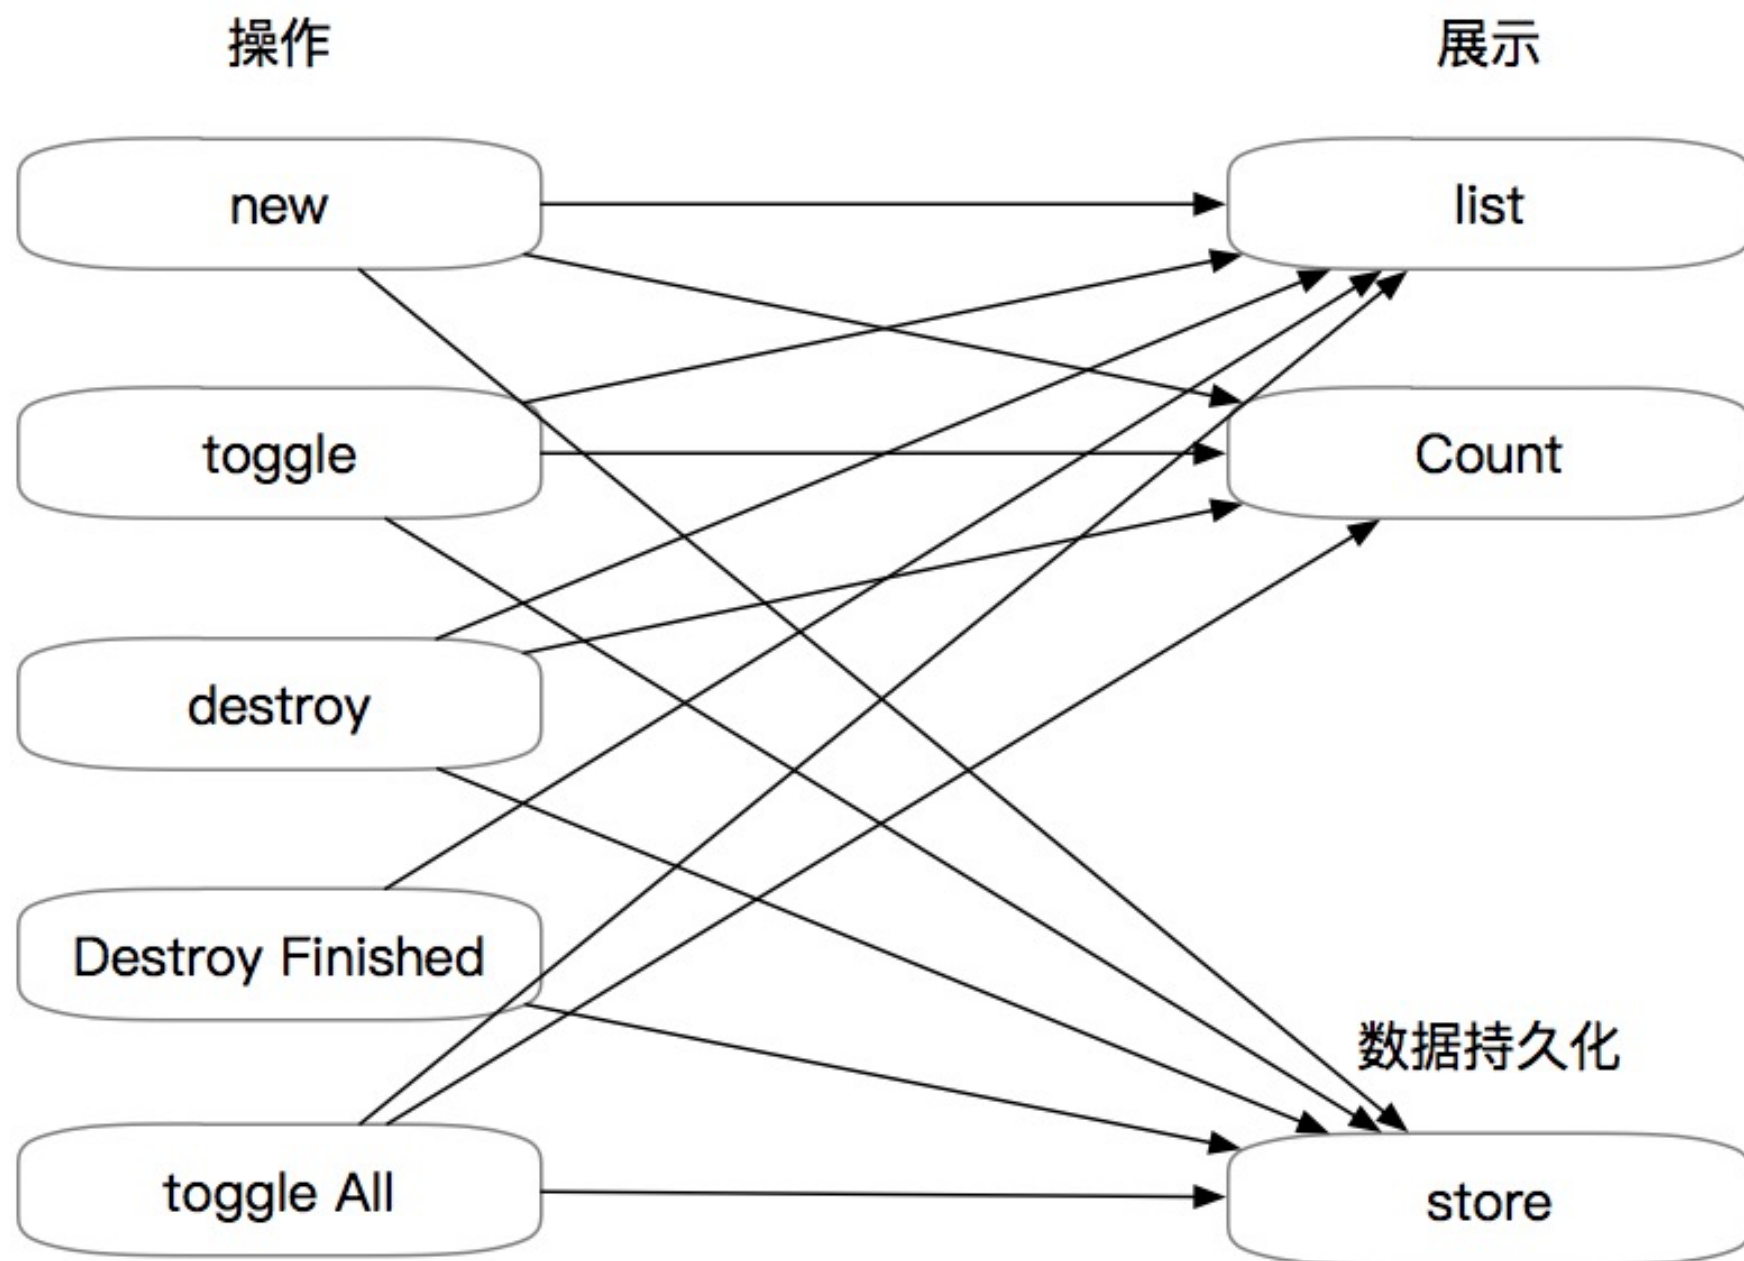 操作
展示
new
list
toggle
Count
destroy
Destroy Finished
数据持久化
toggle All
store